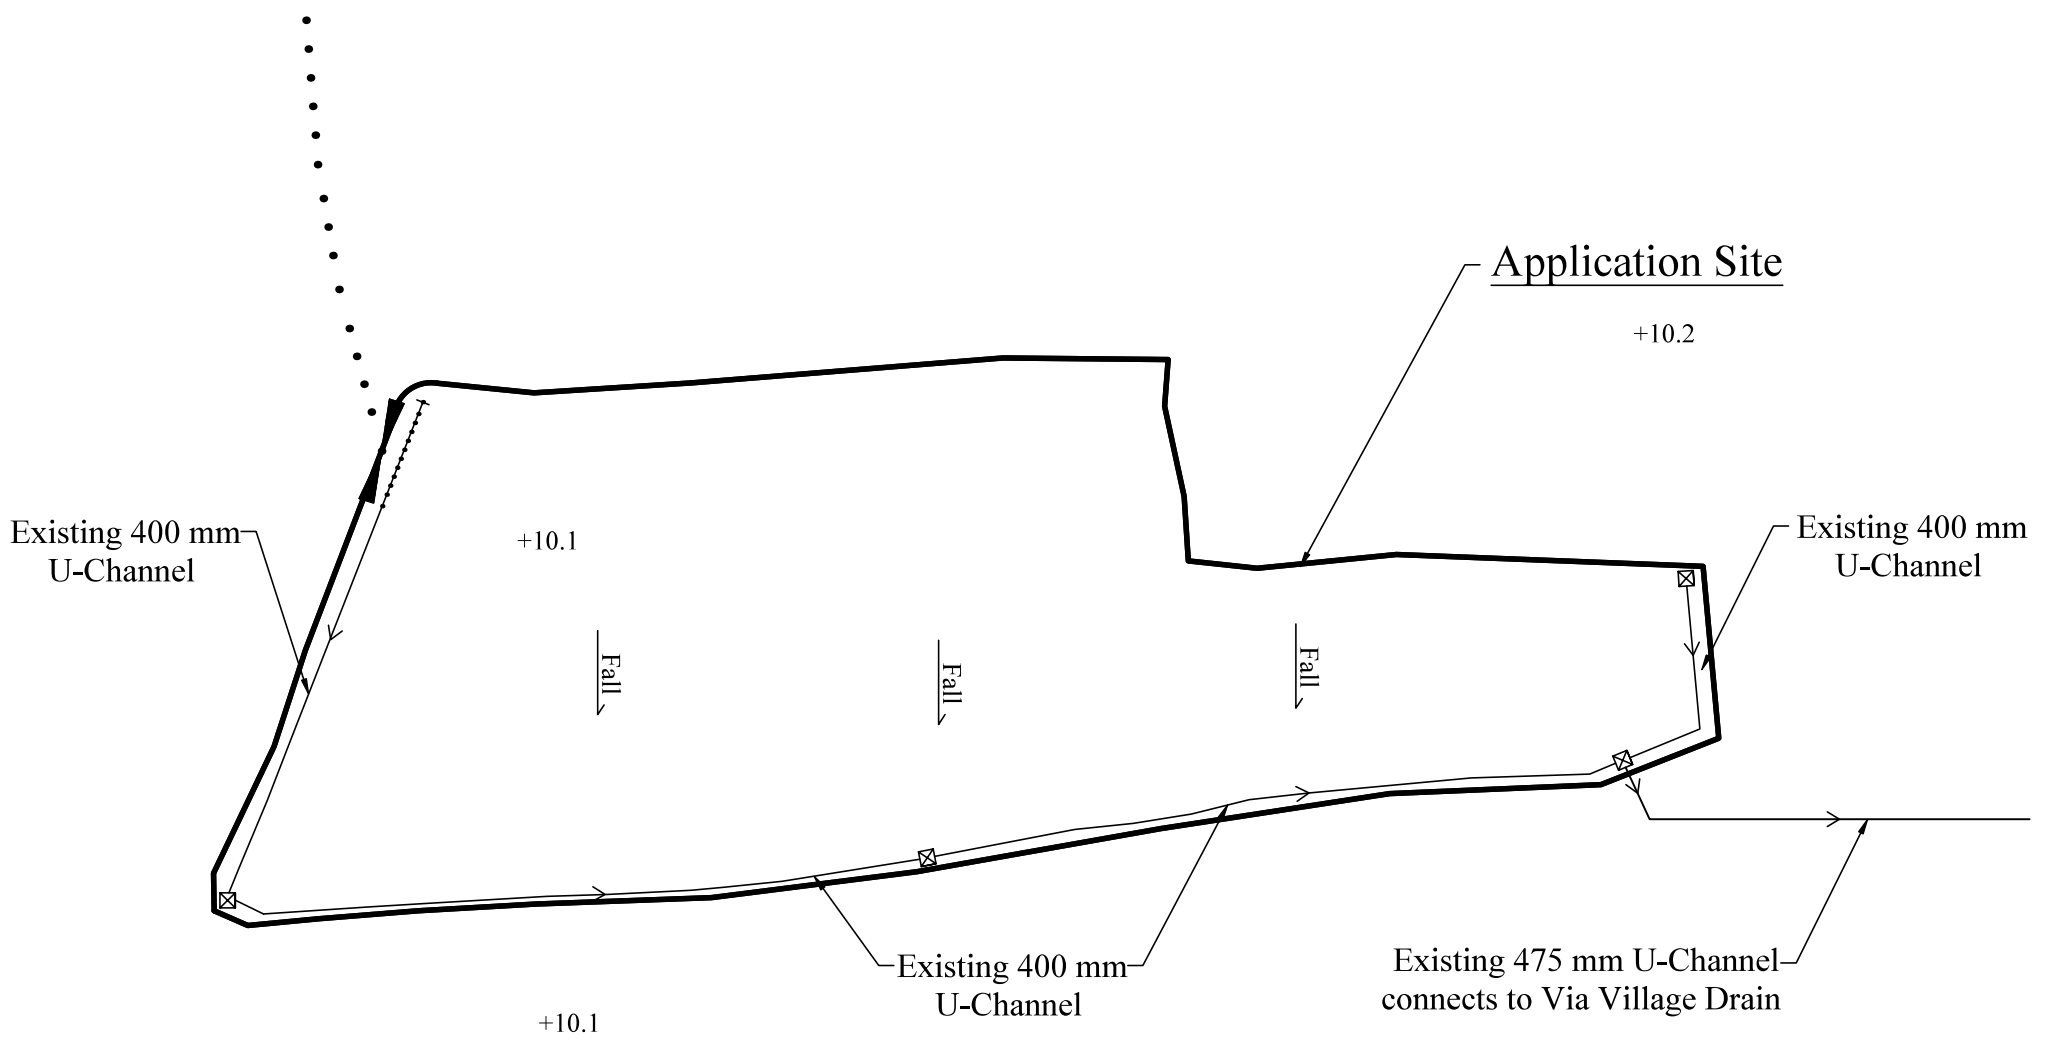 Application Site
+10.2
Existing 400 mm
U-Channel
+10.1
Existing 400 mm
U-Channel
Fall
Fall
Fall
Existing 400 mm
U-Channel
Existing 475 mm U-Channel
connects to Via Village Drain
+10.1